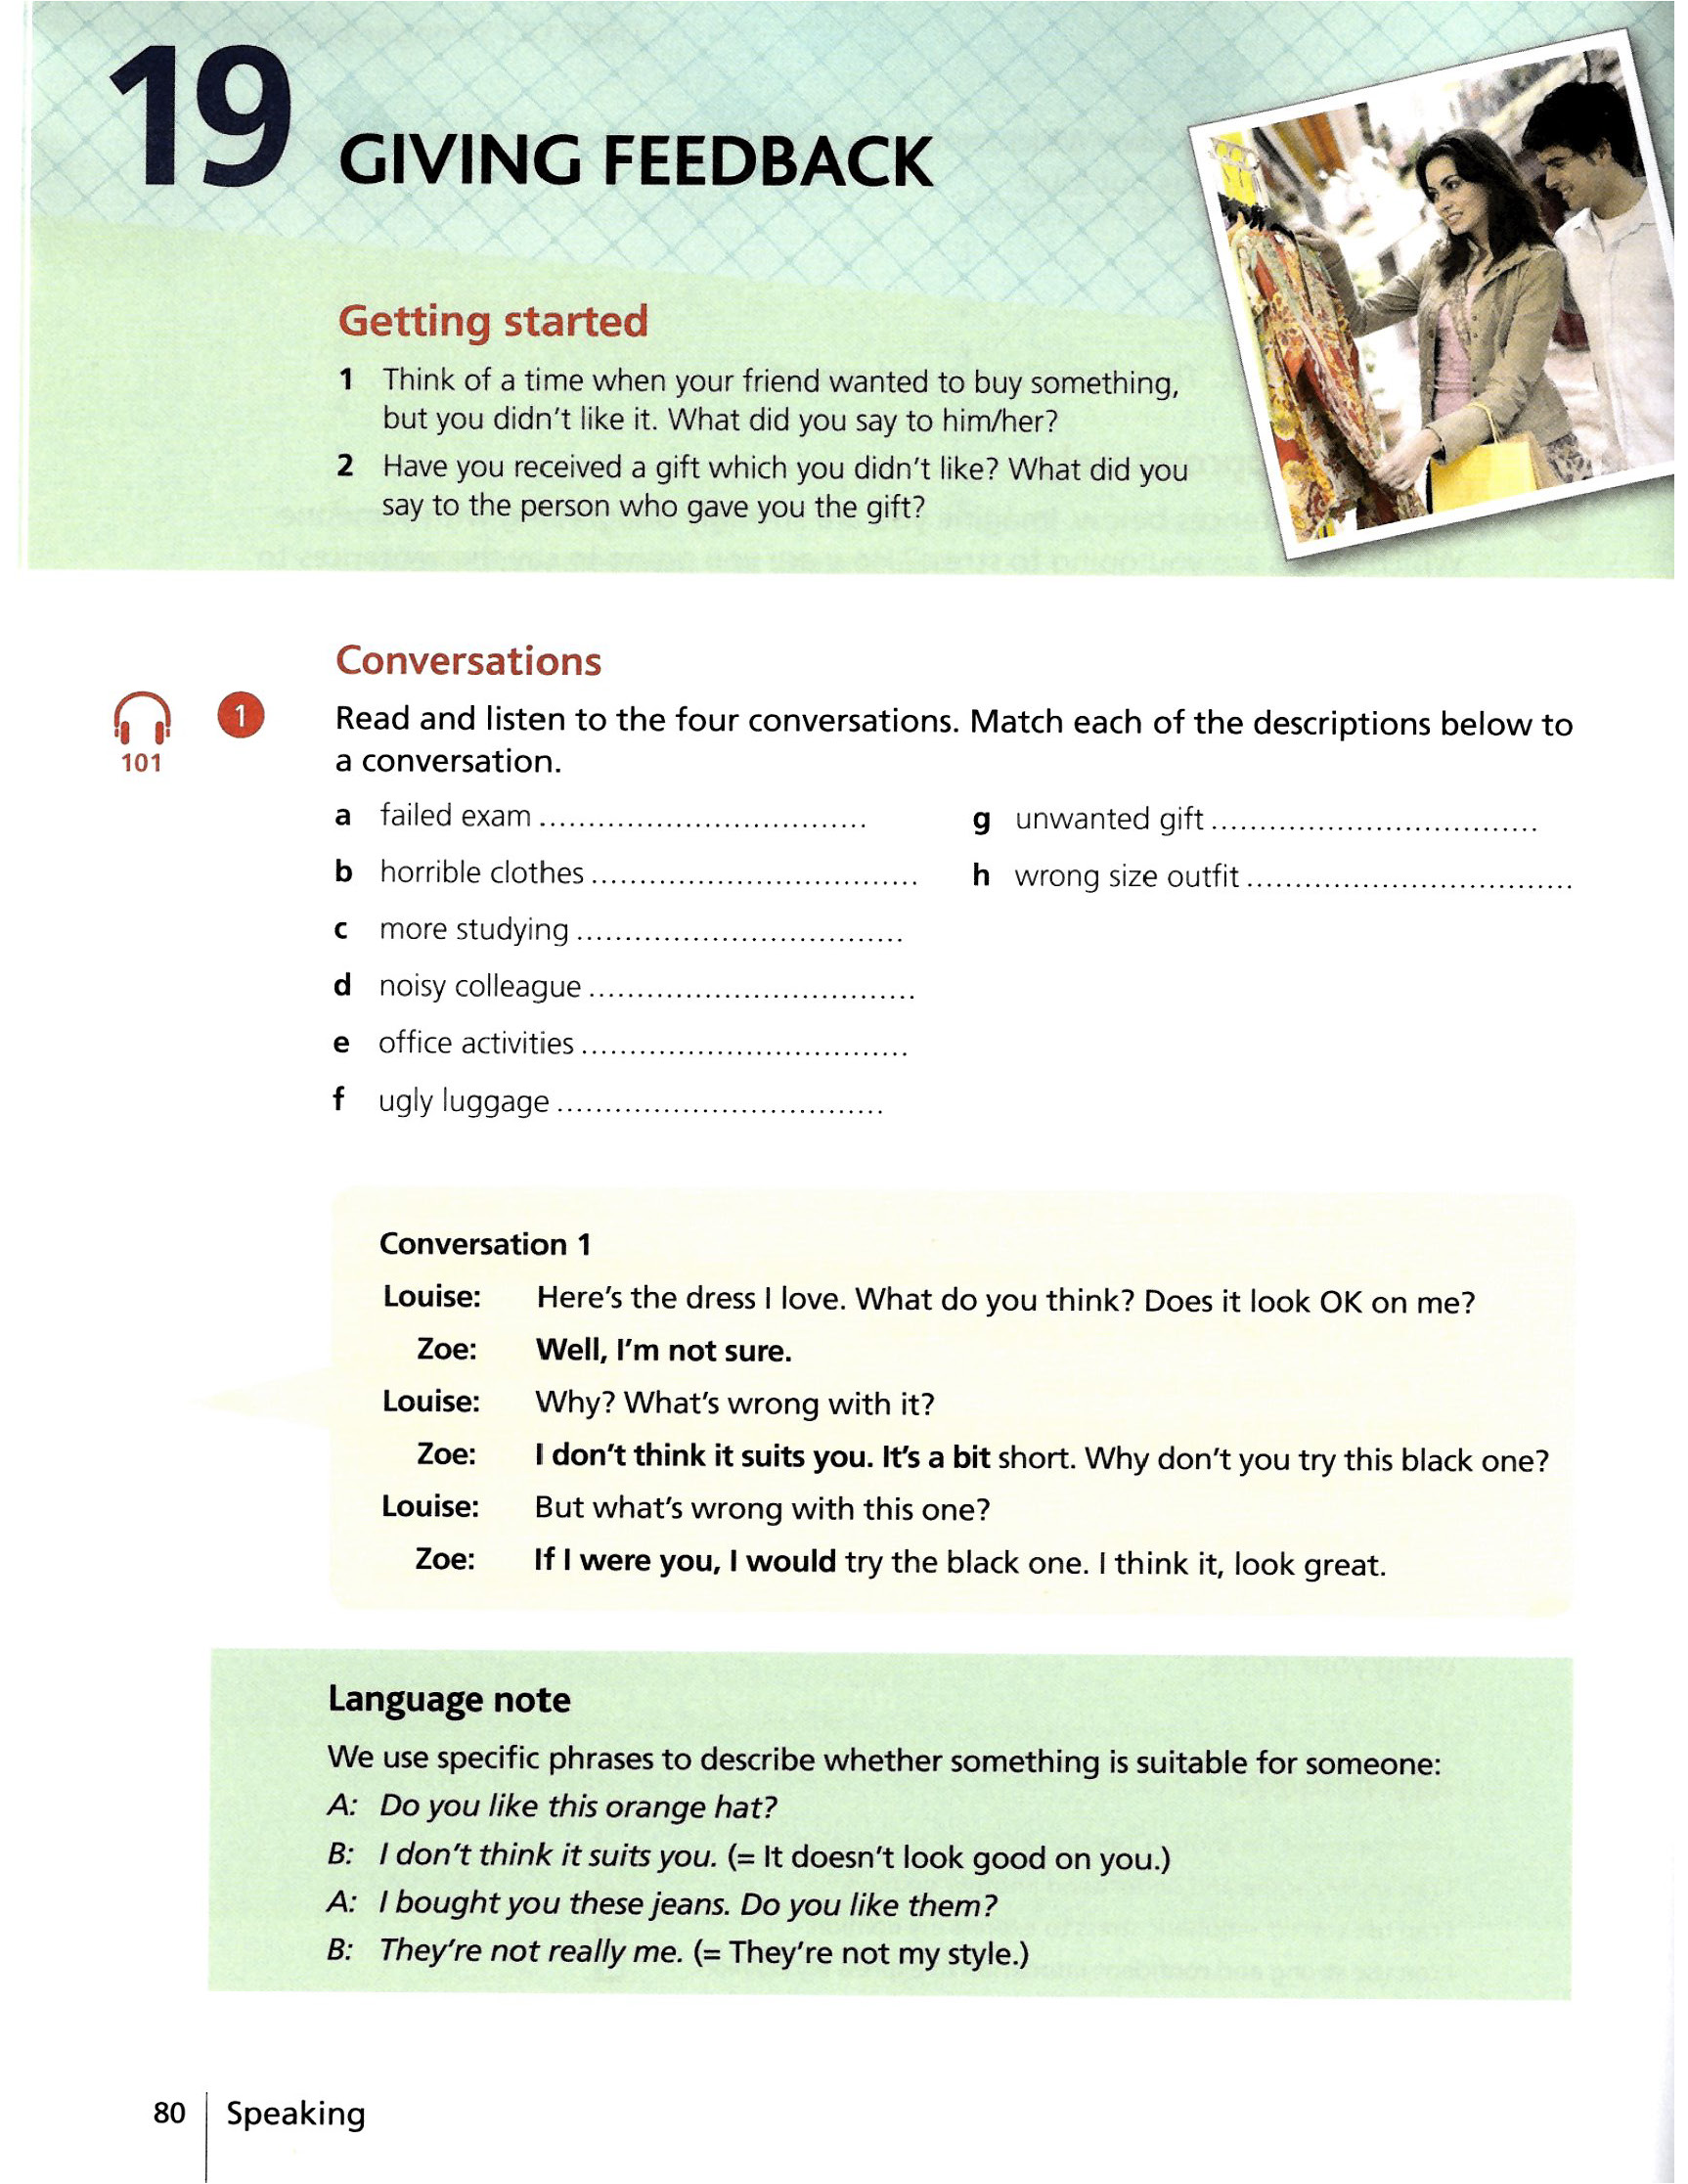 19 GIVING FEEDBACK
Getting started
1 Think of a time when your friend wanted to buy something,
but you didn't like it. What did you say to him/her?
2 Have you received a gift which you didn't like? What did you
say to the person who gave you the gift?
Conversations
1 Read and listen to the four conversations. Match each of the descriptions below to
101 a conversation.
a failed exam ..................................
b horrible clothes ..................................
c more studying ..................................
d noisy colleague ..................................
e office activities ..................................
f ugly luggage ..................................
g unwanted gift ..................................
h wrong size outfit ..................................
Conversation 1
Louise: Here's the dress I love. What do you think? Does it look OK on me?
Zoe: Well, I'm not sure.
Louise: Why? What's wrong with it?
Zoe: I don't think it suits you. It's a bit short. Why don't you try this black one?
Louise: But what's wrong with this one?
Zoe: If I were you, I would try the black one. I think it, look great.
Language note
We use specific phrases to describe whether something is suitable for someone:
A: Do you like this orange hat?
B: I don't think it suits you. (= It doesn't look good on you.)
A: I bought you these jeans. Do you like them?
B: They're not really me. (= They're not my style.)
80 Speaking